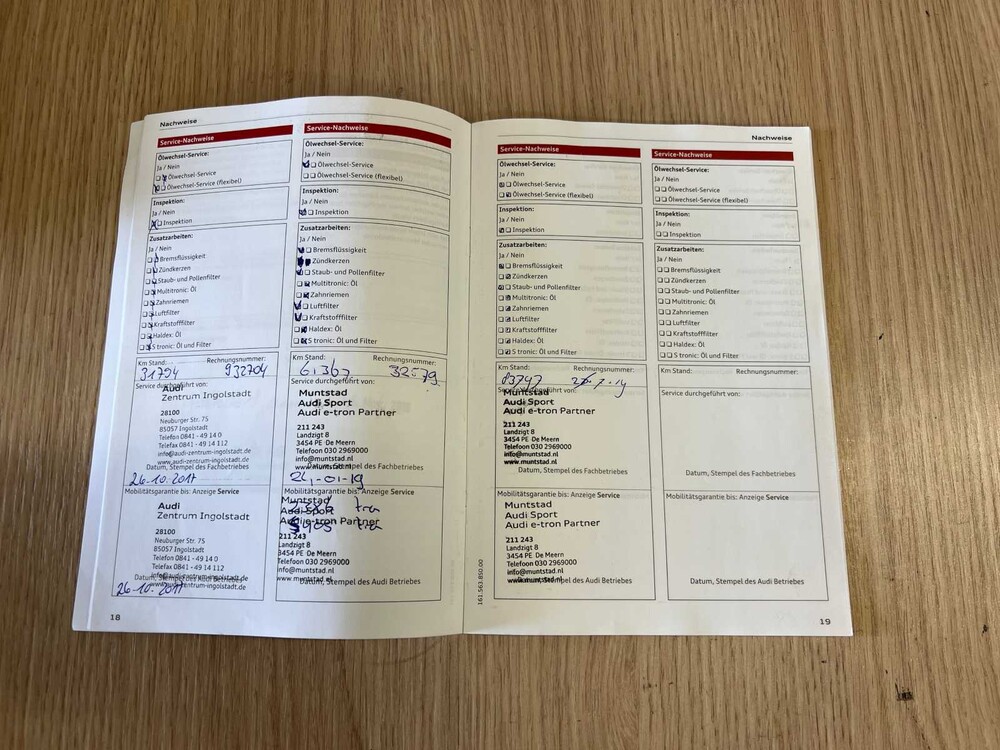 Nachweise
Service-Nachweise
Ölwechsel-Service:
Ja / Nein
Ölwechsel-Service
Ölwechsel-Service (flexibel)
Inspektion:
Ja / Nein
Inspektion
Zusatzarbeiten:
Ja / Nein
Bremsflüssigkeit
Zündkerzen
Staub- und Pollenfilter
Multitronic: Öl
Zahnriemen
Luftfilter
Kraftstofffilter
Haldex: Öl
S tronic: Öl und Filter
Km Stand: Rechnungsnummer:
31794 932704
Service durchgeführt von:
Audi
Zentrum Ingolstadt
28100
Neuburger Str. 75
85057 Ingolstadt
Telefon 0841 - 49 14 0
Telefax 0841 - 49 14 112
info@audi-zentrum-ingolstadt.de
www.audi-zentrum-ingolstadt.de
Datum, Stempel des Fachbetriebes
26.10.2017
Mobilitätsgarantie bis: Anzeige Service
Audi
Zentrum Ingolstadt
28100
Neuburger Str. 75
85057 Ingolstadt
Telefon 0841 - 49 14 0
Telefax 0841 - 49 14 112
info@audi-zentrum-ingolstadt.de
www.audi-zentrum-ingolstadt.de
Datum, Stempel des Audi Betriebes
26.10.2017
18
Service-Nachweise
Ölwechsel-Service:
Ja / Nein
Ölwechsel-Service
Ölwechsel-Service (flexibel)
Inspektion:
Ja / Nein
Inspektion
Zusatzarbeiten:
Ja / Nein
Bremsflüssigkeit
Zündkerzen
Staub- und Pollenfilter
Multitronic: Öl
Zahnriemen
Luftfilter
Kraftstofffilter
Haldex: Öl
S tronic: Öl und Filter
Km Stand: Rechnungsnummer:
32579
Service durchgeführt von:
Muntstad
Audi Sport
Audi e-tron Partner
211 243
Landzigt 8
3454 PE De Meern
Telefoon 030 2969000
info@muntstad.nl
www.muntstad.nl
Datum, Stempel des Fachbetriebes
-01-19
Mobilitätsgarantie bis: Anzeige Service
Muntstad
Audi Sport
Audi e-tron Partner
211 243
Landzigt 8
3454 PE De Meern
Telefoon 030 2969000
info@muntstad.nl
www.muntstad.nl
Datum, Stempel des Audi Betriebes
Nachweise
Service-Nachweise
Ölwechsel-Service:
Ja / Nein
Ölwechsel-Service
Ölwechsel-Service (flexibel)
Inspektion:
Ja / Nein
Inspektion
Zusatzarbeiten:
Ja / Nein
Bremsflüssigkeit
Zündkerzen
Staub- und Pollenfilter
Multitronic: Öl
Zahnriemen
Luftfilter
Kraftstofffilter
Haldex: Öl
S tronic: Öl und Filter
Km Stand: Rechnungsnummer:
Service durchgeführt von:
Muntstad
Audi Sport
Audi e-tron Partner
211 243
Landzigt 8
3454 PE De Meern
Telefoon 030 2969000
info@muntstad.nl
www.muntstad.nl
Datum, Stempel des Fachbetriebes
Mobilitätsgarantie bis: Anzeige Service
Muntstad
Audi Sport
Audi e-tron Partner
211 243
Landzigt 8
3454 PE De Meern
Telefoon 030 2969000
info@muntstad.nl
www.muntstad.nl
Datum, Stempel des Audi Betriebes
161.563.850.00
Service-Nachweise
Ölwechsel-Service:
Ja / Nein
Ölwechsel-Service
Ölwechsel-Service (flexibel)
Inspektion:
Ja / Nein
Inspektion
Zusatzarbeiten:
Ja / Nein
Bremsflüssigkeit
Zündkerzen
Staub- und Pollenfilter
Multitronic: Öl
Zahnriemen
Luftfilter
Kraftstofffilter
Haldex: Öl
S tronic: Öl und Filter
Km Stand: Rechnungsnummer:
Service durchgeführt von:
Datum, Stempel des Fachbetriebes
Mobilitätsgarantie bis: Anzeige Service
Datum, Stempel des Audi Betriebes
19